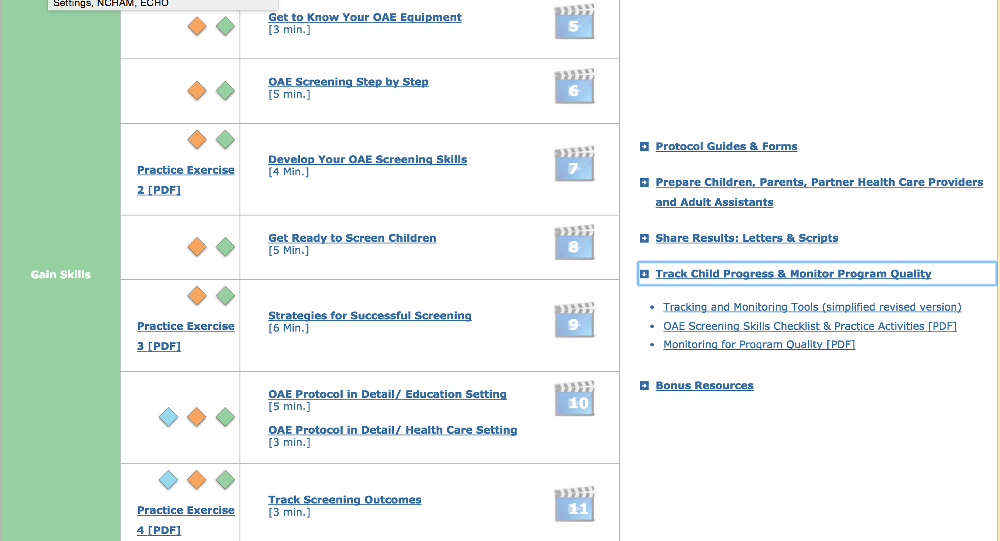 Settings, NCHAM, ECHO
Get to Know Your OAE Equipment
[3 min.]
5
OAE Screening Step by Step
[5 min.]
6
Practice Exercise
2 [PDF]
Develop Your OAE Screening Skills
[4 Min.]
7
Get Ready to Screen Children
[5 Min.]
8
Gain Skills
Practice Exercise
3 [PDF]
Strategies for Successful Screening
[6 Min.]
9
OAE Protocol in Detail/ Education Setting
[5 min.]
OAE Protocol in Detail/ Health Care Setting
[3 min.]
10
Practice Exercise
4 [PDF]
Track Screening Outcomes
[3 min.]
11
Protocol Guides & Forms
Prepare Children, Parents, Partner Health Care Providers
and Adult Assistants
Share Results: Letters & Scripts
Track Child Progress & Monitor Program Quality
• Tracking and Monitoring Tools (simplified revised version)
• OAE Screening Skills Checklist & Practice Activities [PDF]
• Monitoring for Program Quality [PDF]
Bonus Resources